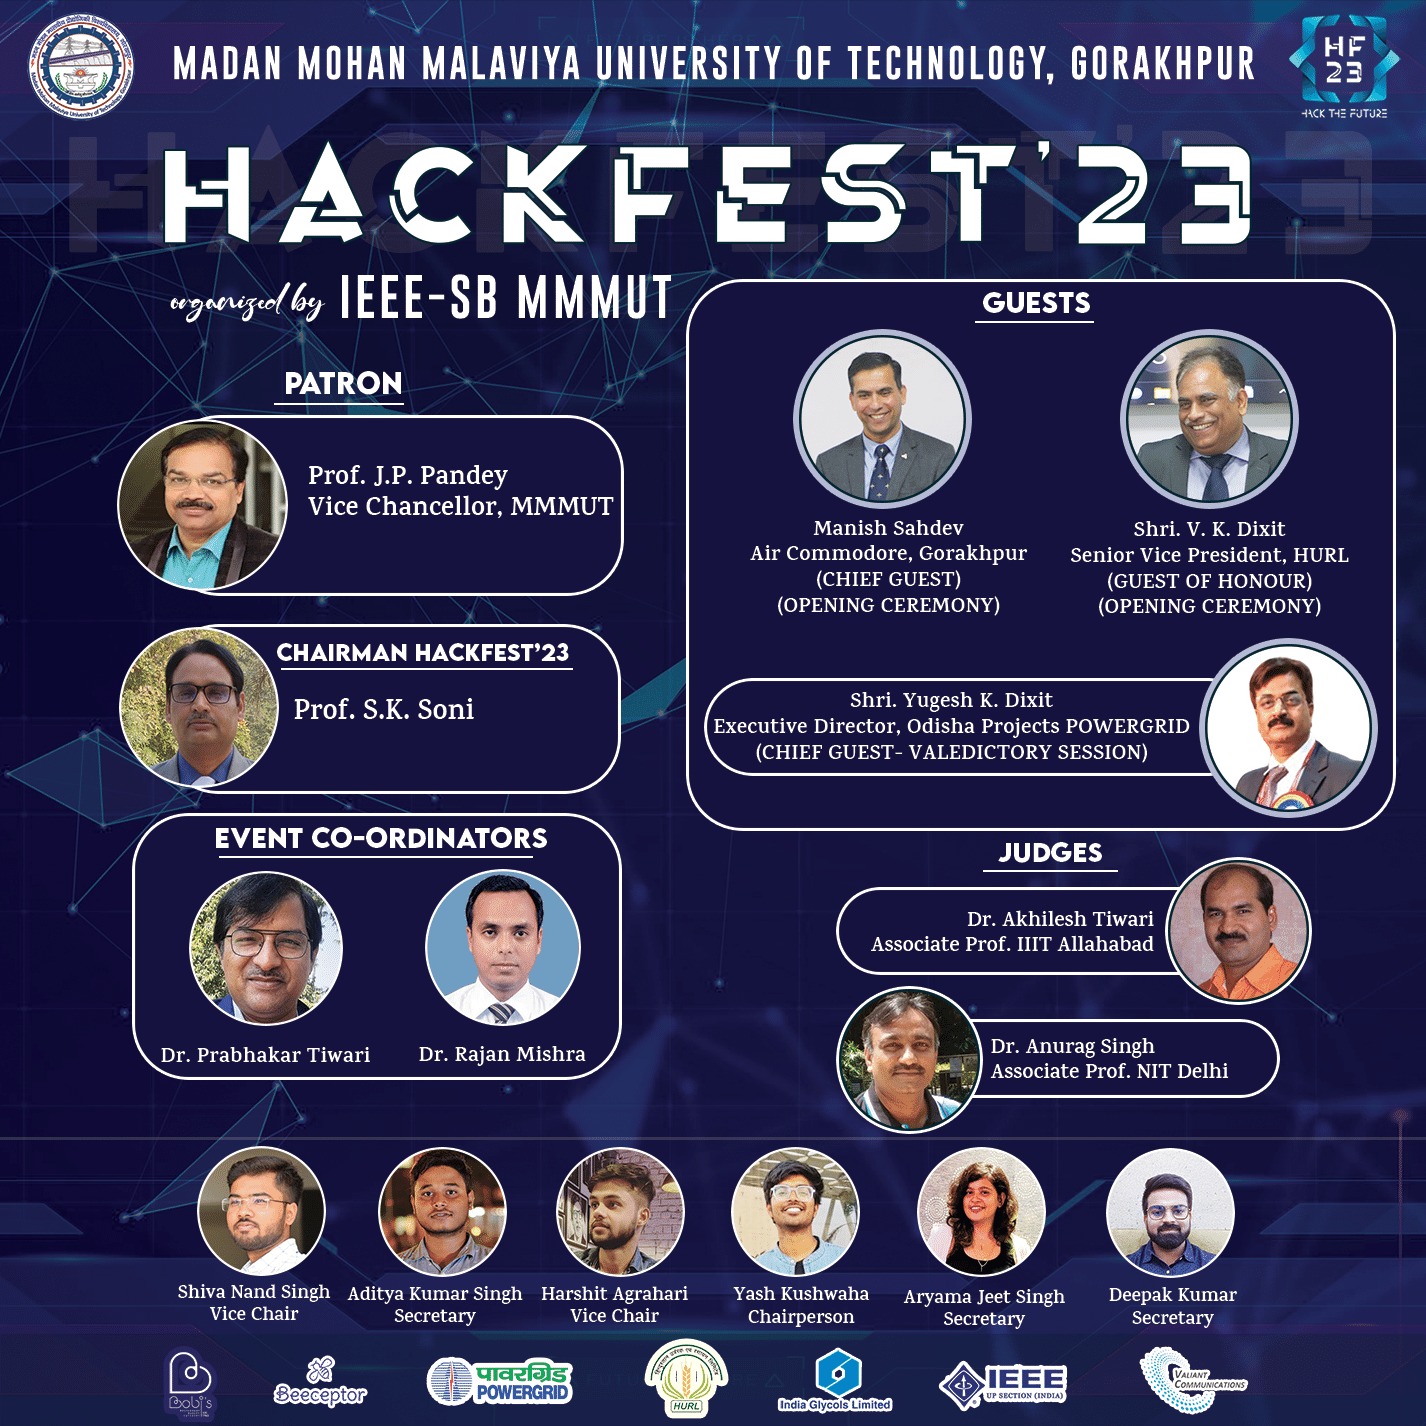 MADAN MOHAN MALAVIYA UNIVERSITY OF TECHNOLOGY, GORAKHPUR
HF
23
HACK THE FUTURE
HACKFEST'23
organized by IEEE-SB MMMUT
PATRON
Prof. J.P. Pandey
Vice Chancellor, MMMUT
CHAIRMAN HACKFEST'23
Prof. S.K. Soni
EVENT CO-ORDINATORS
Dr. Prabhakar Tiwari
Dr. Rajan Mishra
GUESTS
Manish Sahdev
Air Commodore, Gorakhpur
(CHIEF GUEST)
(OPENING CEREMONY)
Shri. V. K. Dixit
Senior Vice President, HURL
(GUEST OF HONOUR)
(OPENING CEREMONY)
Shri. Yugesh K. Dixit
Executive Director, Odisha Projects POWERGRID
(CHIEF GUEST- VALEDICTORY SESSION)
JUDGES
Dr. Akhilesh Tiwari
Associate Prof. IIIT Allahabad
Dr. Anurag Singh
Associate Prof. NIT Delhi
Shiva Nand Singh
Vice Chair
Aditya Kumar Singh
Secretary
Harshit Agrahari
Vice Chair
Yash Kushwaha
Chairperson
Aryama Jeet Singh
Secretary
Deepak Kumar
Secretary
Bobi's
Beeceptor
पावरग्रिड
POWERGRID
HURL
India Glycols Limited
IEEE
UP SECTION (INDIA)
VALIANT
COMMUNICATIONS